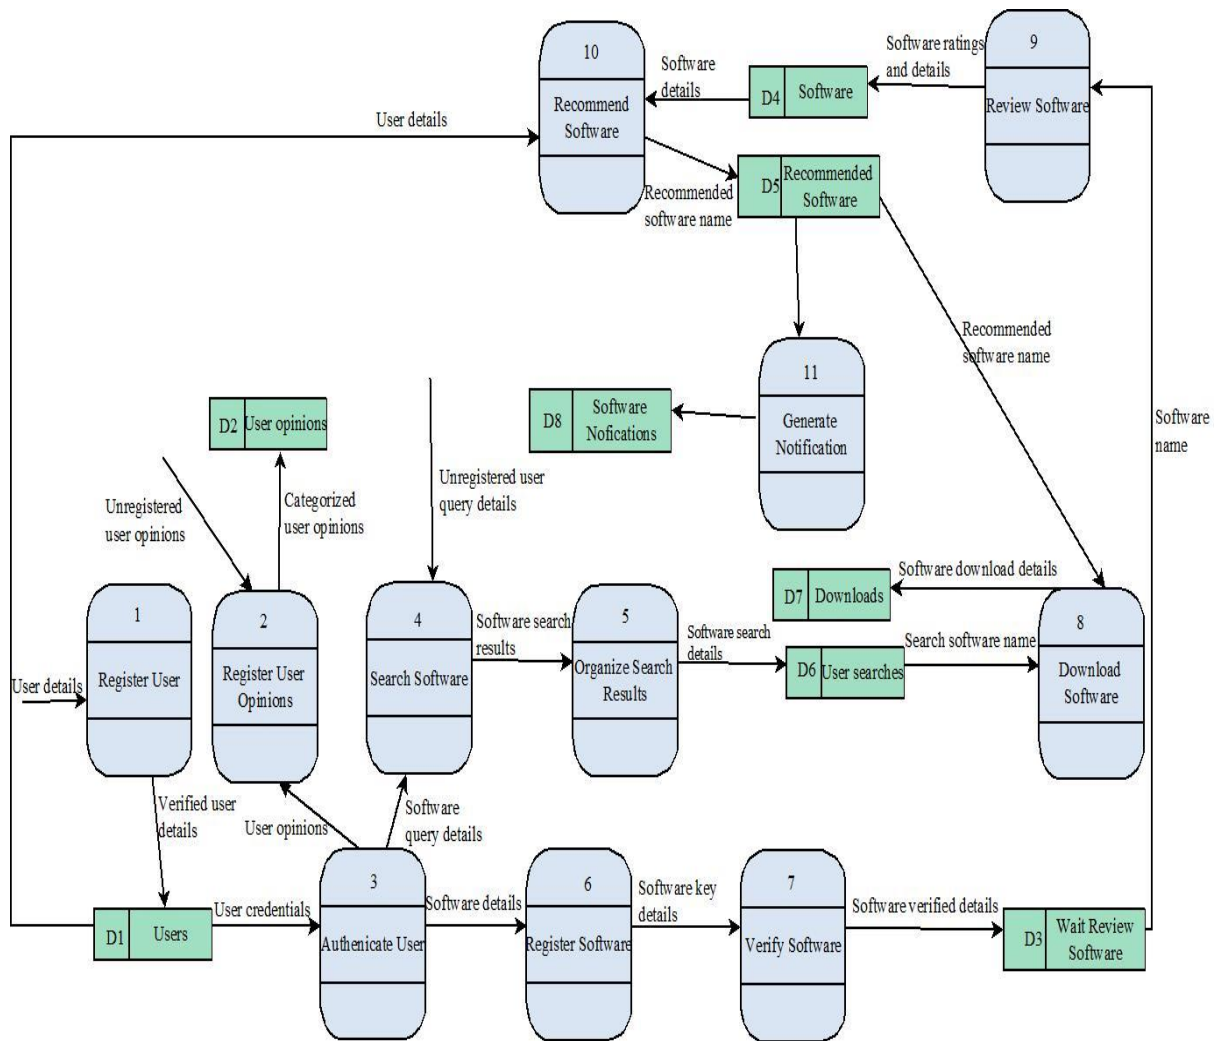 10
Recommend
Software
Software
details
D4
Software
Software ratings
and details
9
Review Software
User details
Recommended
software name
D5
Recommended
Software
Recommended
software name
11
Generate
Notification
D8
Software
Nofications
Software
name
D2
User opinions
Unregistered
user opinions
Categorized
user opinions
Unregistered user
query details
1
Register User
User details
2
Register User
Opinions
4
Search Software
Software search
results
5
Organize Search
Results
Software search
details
D7
Downloads
Software download details
D6
User searches
Search software name
8
Download
Software
Verified user
details
User opinions
Software
query details
D1
Users
User credentials
3
Authenicate User
Software details
6
Register Software
Software key
details
7
Verify Software
Software verified details
D3
Wait Review
Software